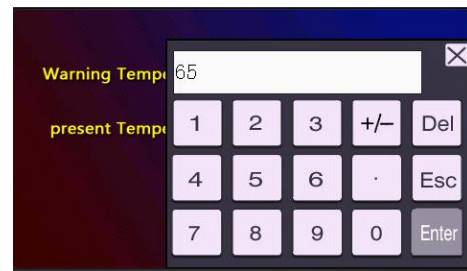 Warning Tempe
65
present Tempe
1 2 3 +/- Del
4 5 6 . Esc
7 8 9 0 Enter